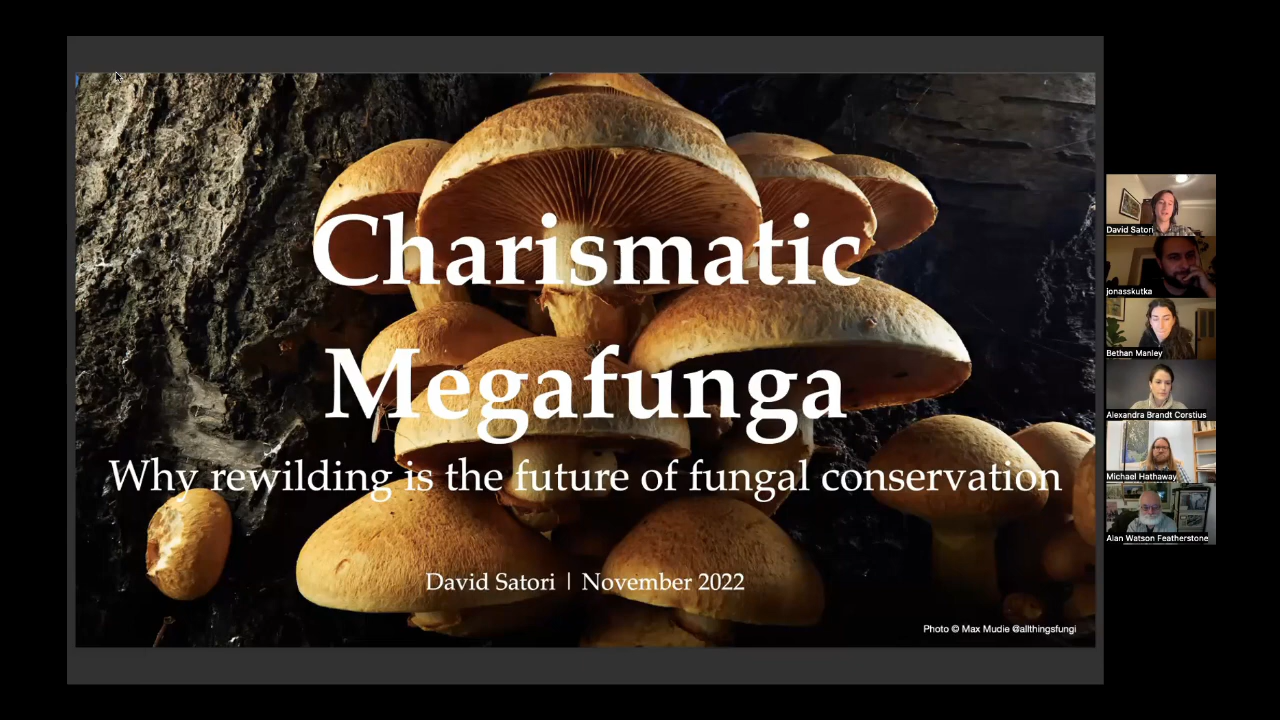 Charismatic
Megafunga
Why rewilding is the future of fungal conservation
David Satori | November 2022
Photo © Max Mudie @allthingsfungi
David Satori
jonasskutka
Bethan Manley
Alexandra Brandt Corstius
Michael Hathaway
Alan Watson Featherstone